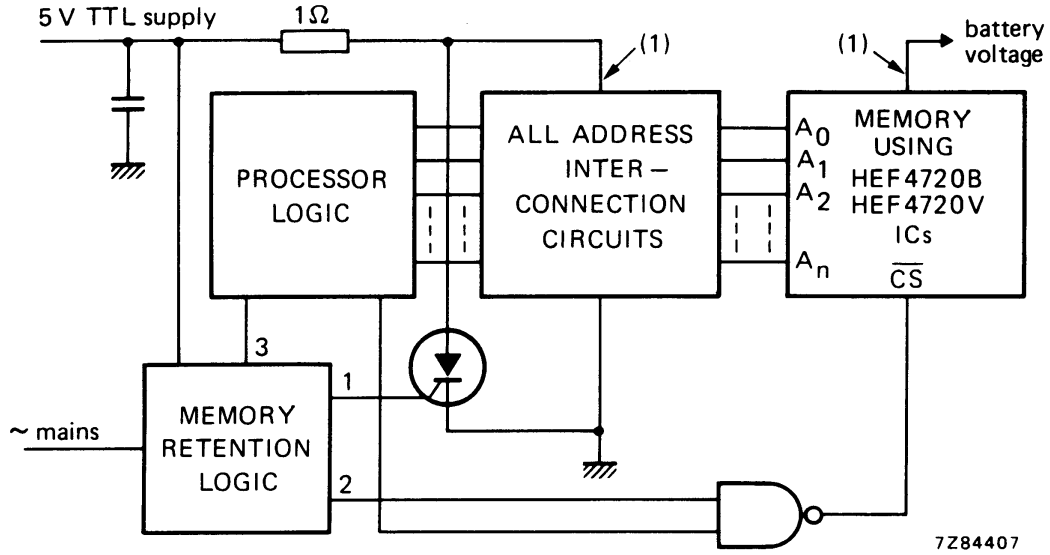 5 V TTL supply
1Ω
(1)
(1)
battery
voltage
PROCESSOR
LOGIC
ALL ADDRESS
INTER –
CONNECTION
CIRCUITS
A0
A1
A2
An
MEMORY
USING
HEF4720B
HEF4720V
ICs
C̅S̅
3
1
2
~ mains
MEMORY
RETENTION
LOGIC
7Z84407